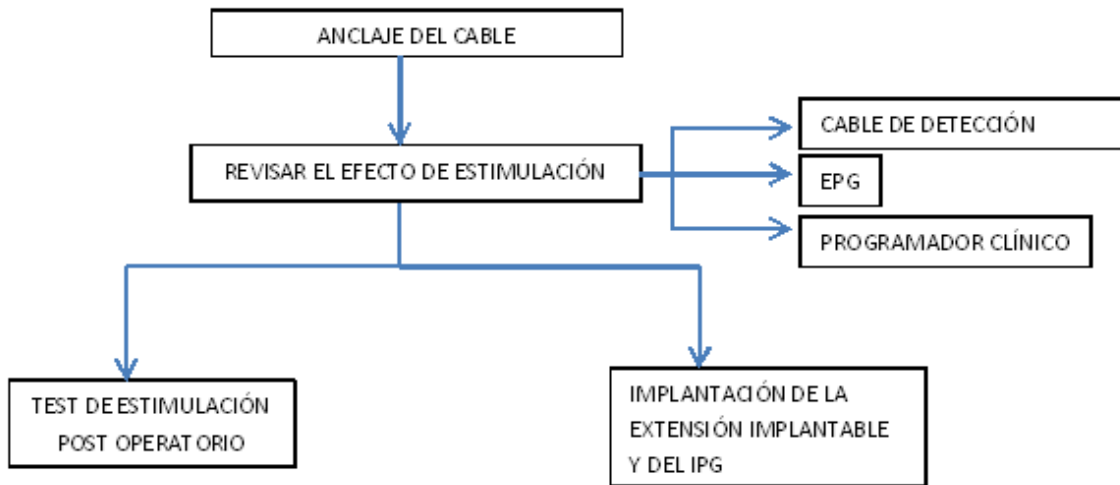 ANCLAJE DEL CABLE
CABLE DE DETECCIÓN
REVISAR EL EFECTO DE ESTIMULACIÓN
EPG
PROGRAMADOR CLÍNICO
TEST DE ESTIMULACIÓN
POST OPERATORIO
IMPLANTACIÓN DE LA
EXTENSIÓN IMPLANTABLE
Y DEL IPG